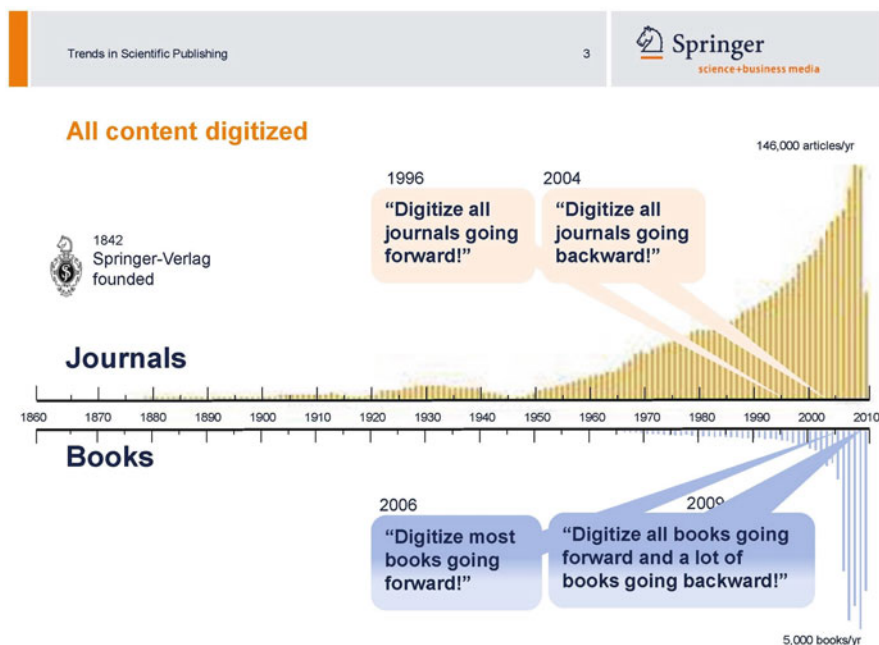 Trends in Scientific Publishing
3
Springer
science+business media
All content digitized
146,000 articles/yr
1996
2004
“Digitize all
journals going
forward!”
“Digitize all
journals going
backward!”
1842
Springer-Verlag
founded
Journals
1860 1870 1880 1890 1900 1910 1920 1930 1940 1950 1960 1970 1980 1990 2000 2010
Books
2006
2009
“Digitize most
books going
forward!”
“Digitize all books going
forward and a lot of
books going backward!”
5,000 books/yr